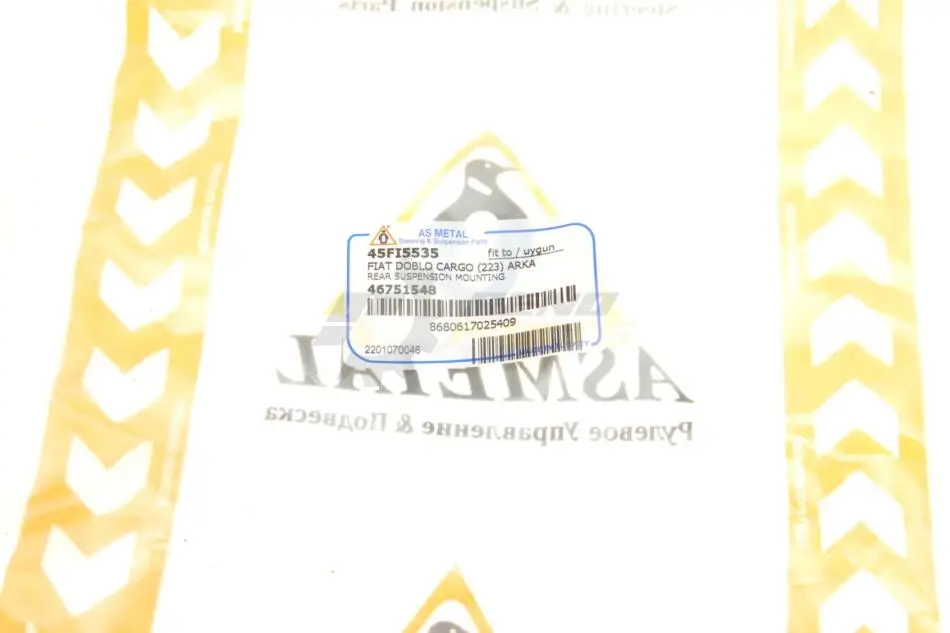 Steering & Suspension Parts
AS METAL
Steering & Suspension Parts
45FI5535 fit to / uygun
FIAT DOBLO CARGO (223) ARKA
REAR SUSPENSION MOUNTING
46751548
8680617025409
2201070046
ASMETAL
Рулевое Управление & Подвеска